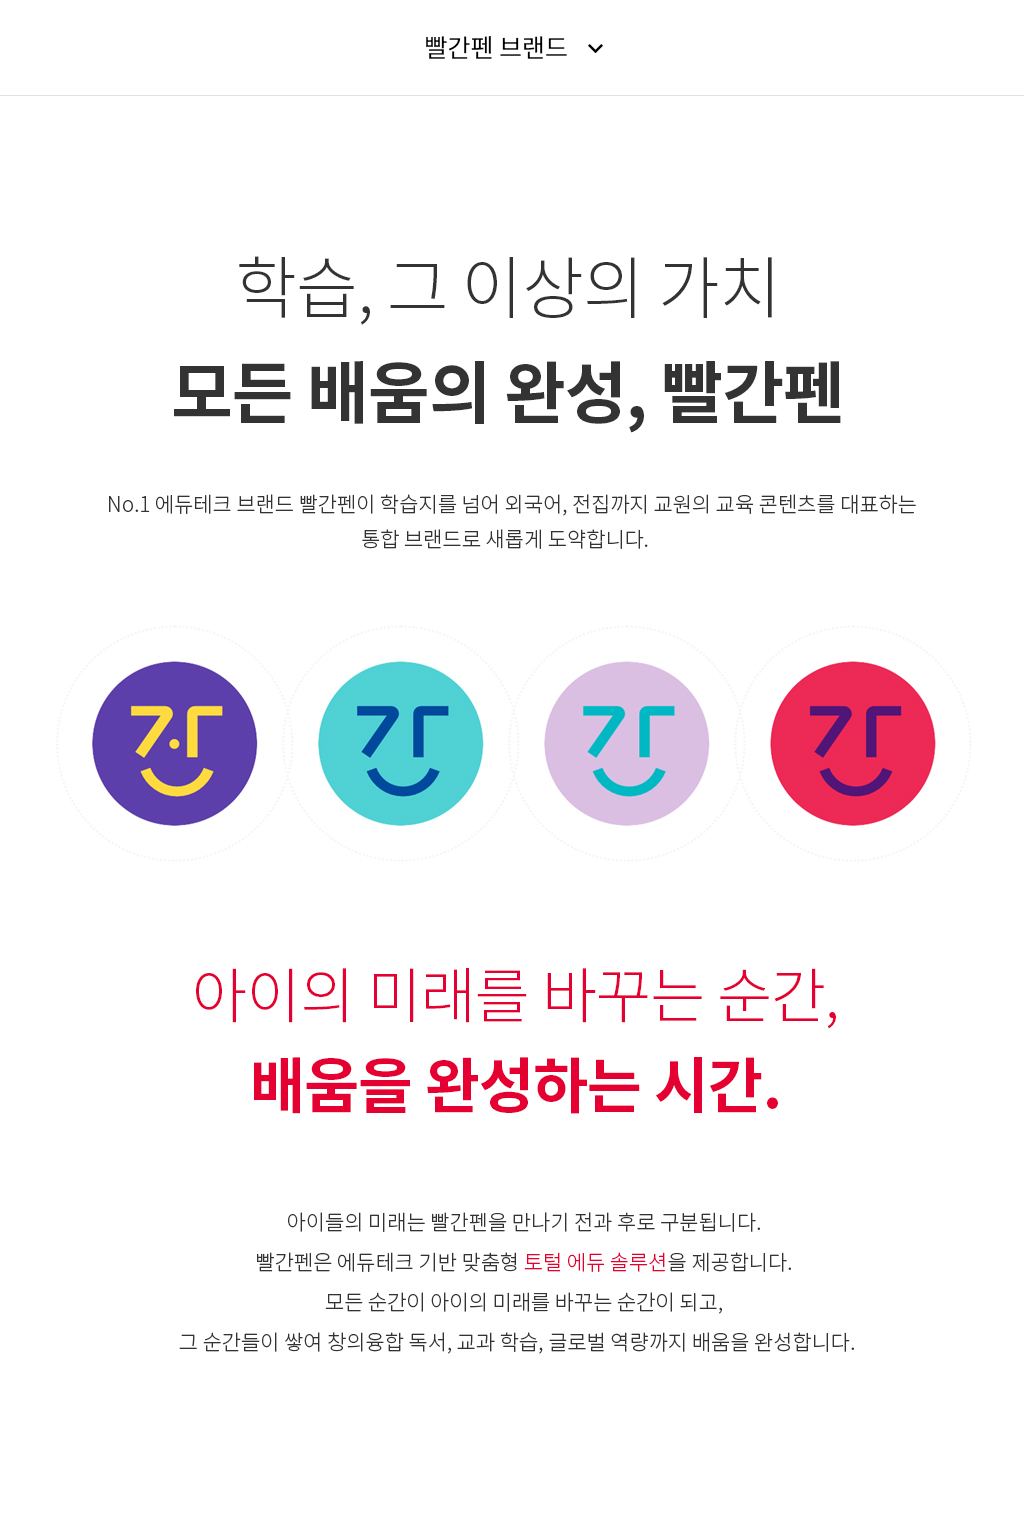 빨간펜 브랜드
학습, 그 이상의 가치
모든 배움의 완성, 빨간펜
No.1 에듀테크 브랜드 빨간펜이 학습지를 넘어 외국어, 전집까지 교원의 교육 콘텐츠를 대표하는
통합 브랜드로 새롭게 도약합니다.
아이의 미래를 바꾸는 순간,
배움을 완성하는 시간.
아이들의 미래는 빨간펜을 만나기 전과 후로 구분됩니다.
빨간펜은 에듀테크 기반 맞춤형 토털 에듀 솔루션을 제공합니다.
모든 순간이 아이의 미래를 바꾸는 순간이 되고,
그 순간들이 쌓여 창의융합 독서, 교과 학습, 글로벌 역량까지 배움을 완성합니다.